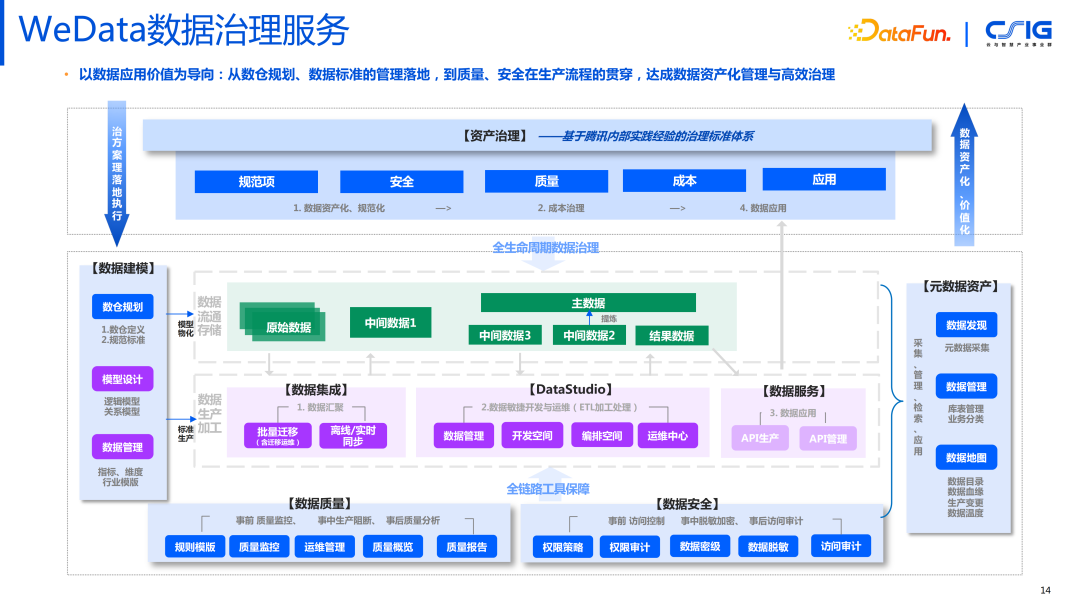 WeData数据治理服务
DataFun.
CSIG
云与智慧产业事业群
• 以数据应用价值为导向：从数仓规划、数据标准的管理落地，到质量、安全在生产流程的贯穿，达成数据资产化管理与高效治理
治方案理落地执行
【资产治理】 ——基于腾讯内部实践经验的治理标准体系
规范项
安全
质量
成本
应用
1. 数据资产化、规范化
—>
2. 成本治理
—>
4. 数据应用
数据资产化、价值化
全生命周期数据治理
【数据建模】
数仓规划
1.数仓定义
2.规范标准
模型设计
逻辑模型
关系模型
数据管理
指标、维度
行业模版
模型
物化
标准
生产
数据
流通
存储
原始数据
中间数据1
主数据
提炼
中间数据3
中间数据2
结果数据
数据
生产
加工
【数据集成】
1. 数据汇聚
批量迁移
（含迁移运维）
离线/实时
同步
【DataStudio】
2.数据敏捷开发与运维（ETL加工处理）
数据管理
开发空间
编排空间
运维中心
【数据服务】
3. 数据应用
API生产
API管理
采集、管理、检索、应用
【元数据资产】
数据发现
元数据采集
数据管理
库表管理
业务分类
数据地图
数据目录
数据血缘
生产变更
数据温度
全链路工具保障
【数据质量】
事前 质量监控、 事中生产阻断、 事后质量分析
规则模版
质量监控
运维管理
质量概览
质量报告
【数据安全】
事前 访问控制 事中脱敏加密、 事后访问审计
权限策略
权限审计
数据密级
数据脱敏
访问审计
14